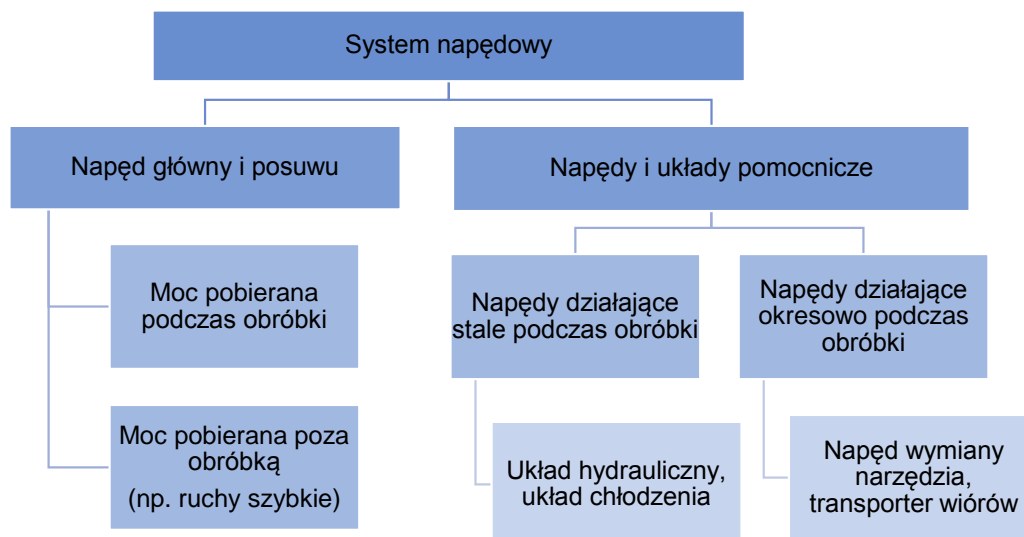 System napędowy
Napęd główny i posuwu
Napędy i układy pomocnicze
Moc pobierana
podczas obróbki
Napędy działające
stale podczas obróbki
Napędy działające
okresowo podczas
obróbki
Moc pobierana poza
obróbką
(np. ruchy szybkie)
Układ hydrauliczny,
układ chłodzenia
Napęd wymiany
narzędzia,
transporter wiórów